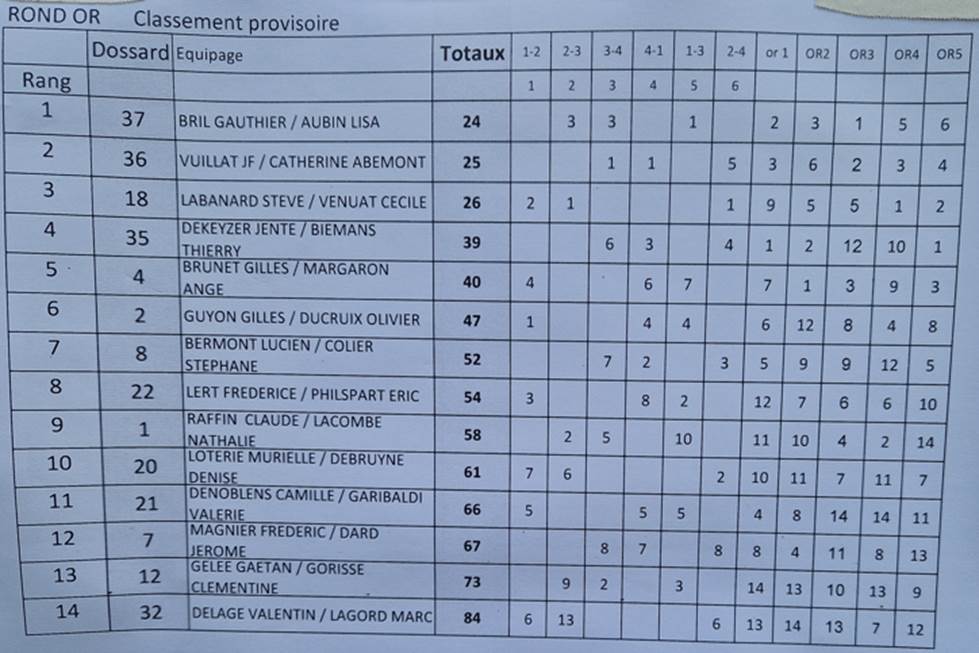 ROND OR Classement provisoire
Dossard Equipage Totaux 1-2 2-3 3-4 4-1 1-3 2-4 or 1 OR2 OR3 OR4 OR5
Rang 1 2 3 4 5 6
1 37 BRIL GAUTHIER / AUBIN LISA 24 3 3 1 2 3 1 5 6
2 36 VUILLAT JF / CATHERINE ABEMONT 25 1 1 5 3 6 2 3 4
3 18 LABANARD STEVE / VENUAT CECILE 26 2 1 1 9 5 5 1 2
4 35 DEKEYZER JENTE / BIEMANS
THIERRY 39 6 3 4 1 2 12 10 1
5 4 BRUNET GILLES / MARGARON
ANGE 40 4 6 7 7 1 3 9 3
6 2 GUYON GILLES / DUCRUIX OLIVIER 47 1 4 4 6 12 8 4 8
7 8 BERMONT LUCIEN / COLIER
STEPHANE 52 7 2 3 5 9 9 12 5
8 22 LERT FREDERICE / PHILSPART ERIC 54 3 8 2 12 7 6 6 10
9 1 RAFFIN CLAUDE / LACOMBE
NATHALIE 58 2 5 10 11 10 4 2 14
10 20 LOTERIE MURIELLE / DEBRUYNE
DENISE 61 7 6 2 10 11 7 11 7
11 21 DENOBLENS CAMILLE / GARIBALDI
VALERIE 66 5 5 5 4 8 14 14 11
12 7 MAGNIER FREDERIC / DARD
JEROME 67 8 7 8 8 4 11 8 13
13 12 GELEE GAETAN / GORISSE
CLEMENTINE 73 9 2 3 14 13 10 13 9
14 32 DELAGE VALENTIN / LAGORD MARC 84 6 13 6 13 14 13 7 12